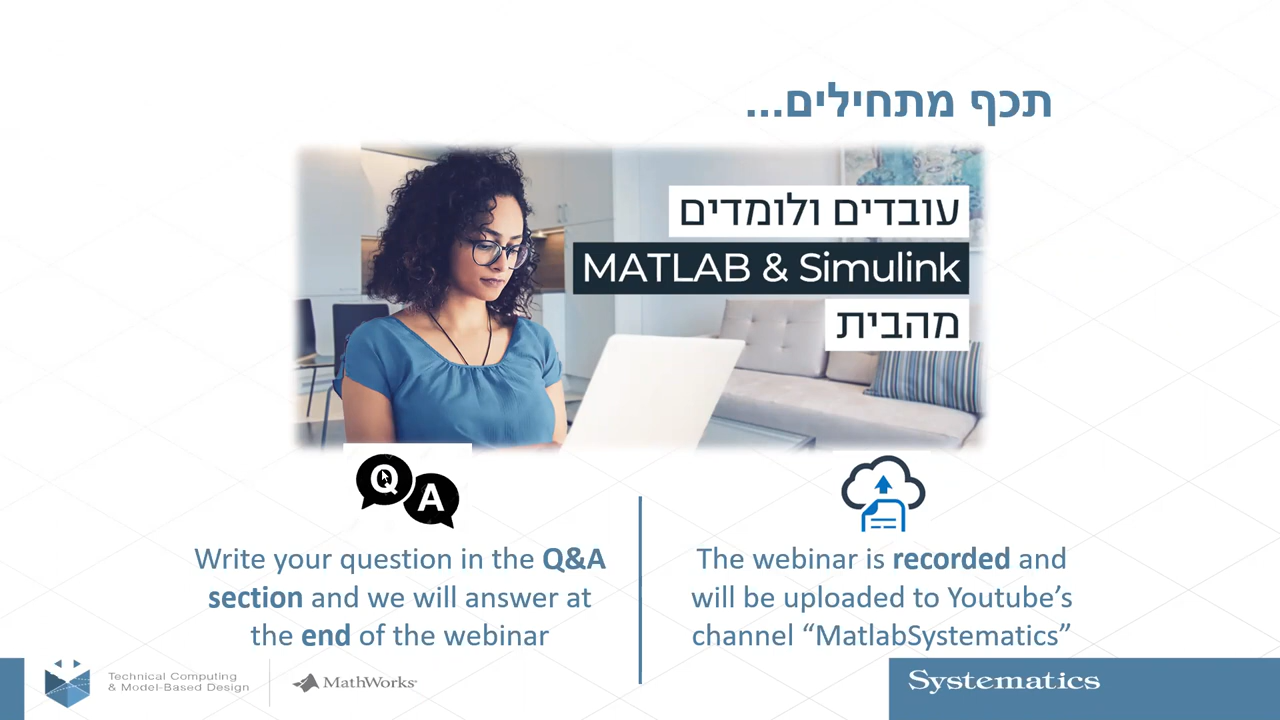 תכף מתחילים...
עובדים ולומדים
MATLAB & Simulink
מהבית
Q A
Write your question in the Q&A
section and we will answer at
the end of the webinar
The webinar is recorded and
will be uploaded to Youtube’s
channel “MatlabSystematics”
Technical Computing
& Model-Based Design
MathWorks
Systematics